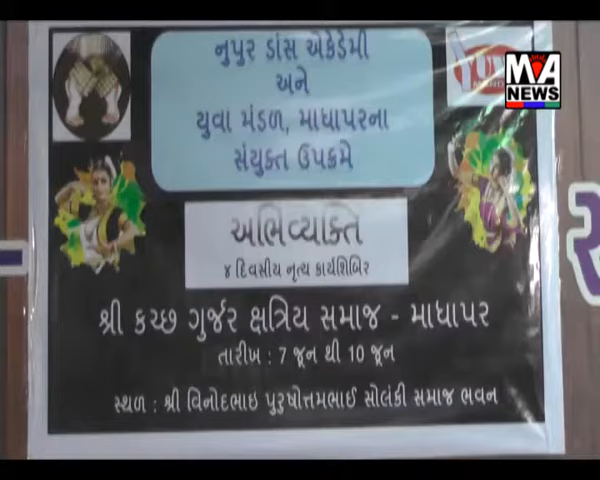 નુપુર ડાંસ એકેડેમી
અને
યુવા મંડળ, માધાપરના
સંયુક્ત ઉપક્રમે
MAA
NEWS
અભિવ્યક્તિ
૪ દિવસીય નૃત્ય કાર્યશિબિર
શ્રી કચ્છ ગુર્જર ક્ષત્રિય સમાજ - માધાપર
તારીખ : 7 જૂન થી 10 જૂન
સ્થળ : શ્રી વિનોદભાઇ પુરુષોત્તમભાઈ સોલંકી સમાજ ભવન